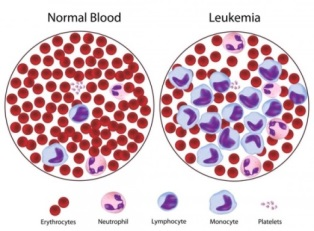 Normal Blood
Leukemia
Erythrocytes
Neutrophil
Lymphocyte
Monocyte
Platelets